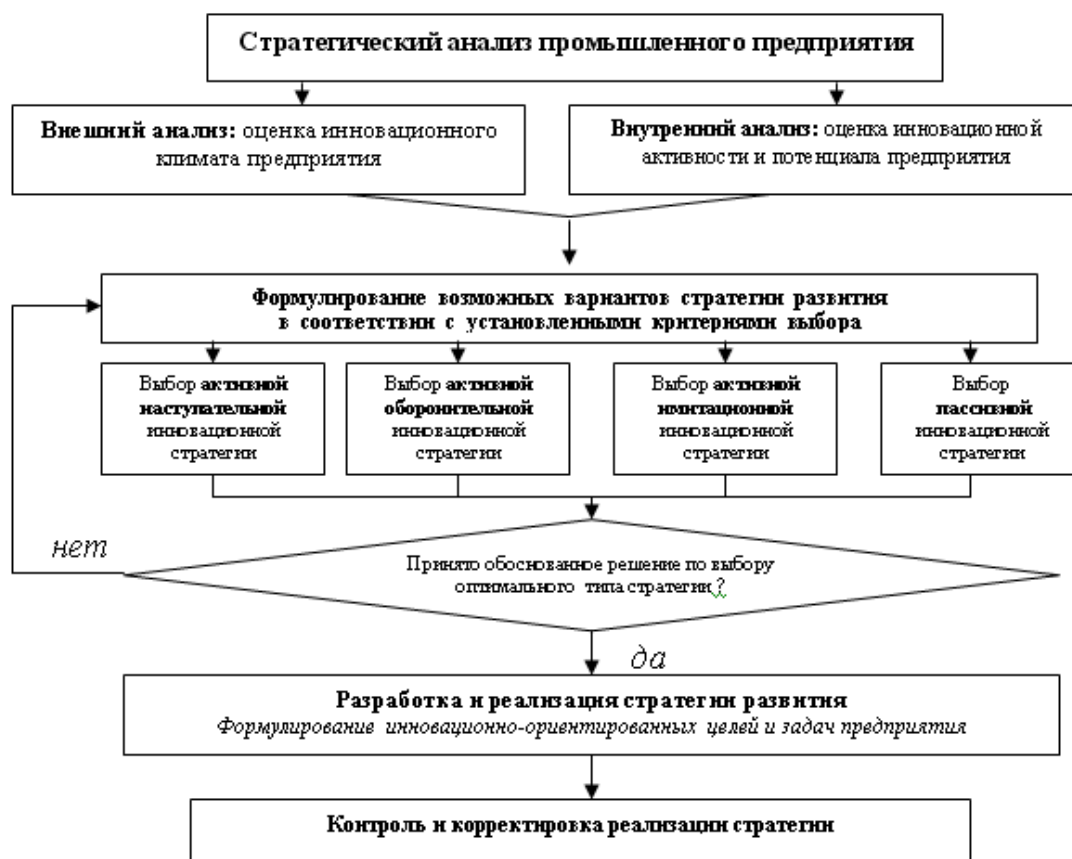 Стратегический анализ промышленного предприятия
Внешний анализ: оценка инновационного
климата предприятия
Внутренний анализ: оценка инновационной
активности и потенциала предприятия
Формулирование возможных вариантов стратегии развития
в соответствии с установленными критериями выбора
Выбор активной
наступательной
инновационной
стратегии
Выбор активной
оборонительной
инновационной
стратегии
Выбор активной
имитационной
инновационной
стратегии
Выбор
пассивной
инновационной
стратегии
нет
Принято обоснованное решение по выбору
оптимального типа стратегии ?
да
Разработка и реализация стратегии развития
Формулирование инновационно-ориентированных целей и задач предприятия
Контроль и корректировка реализации стратегии